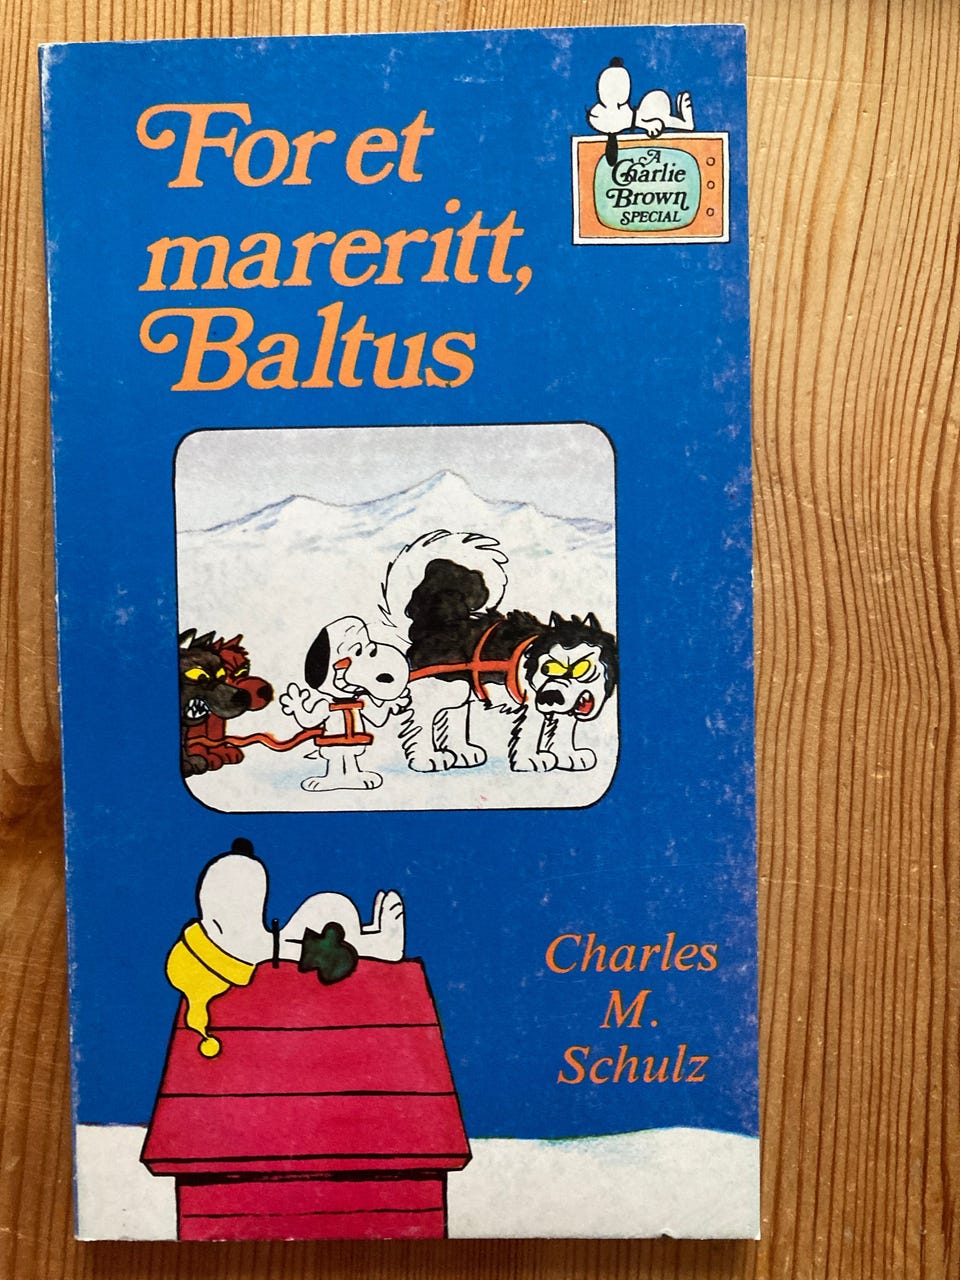 For et
mareritt,
Baltus
A
Charlie
Brown
SPECIAL
Charles
M.
Schulz